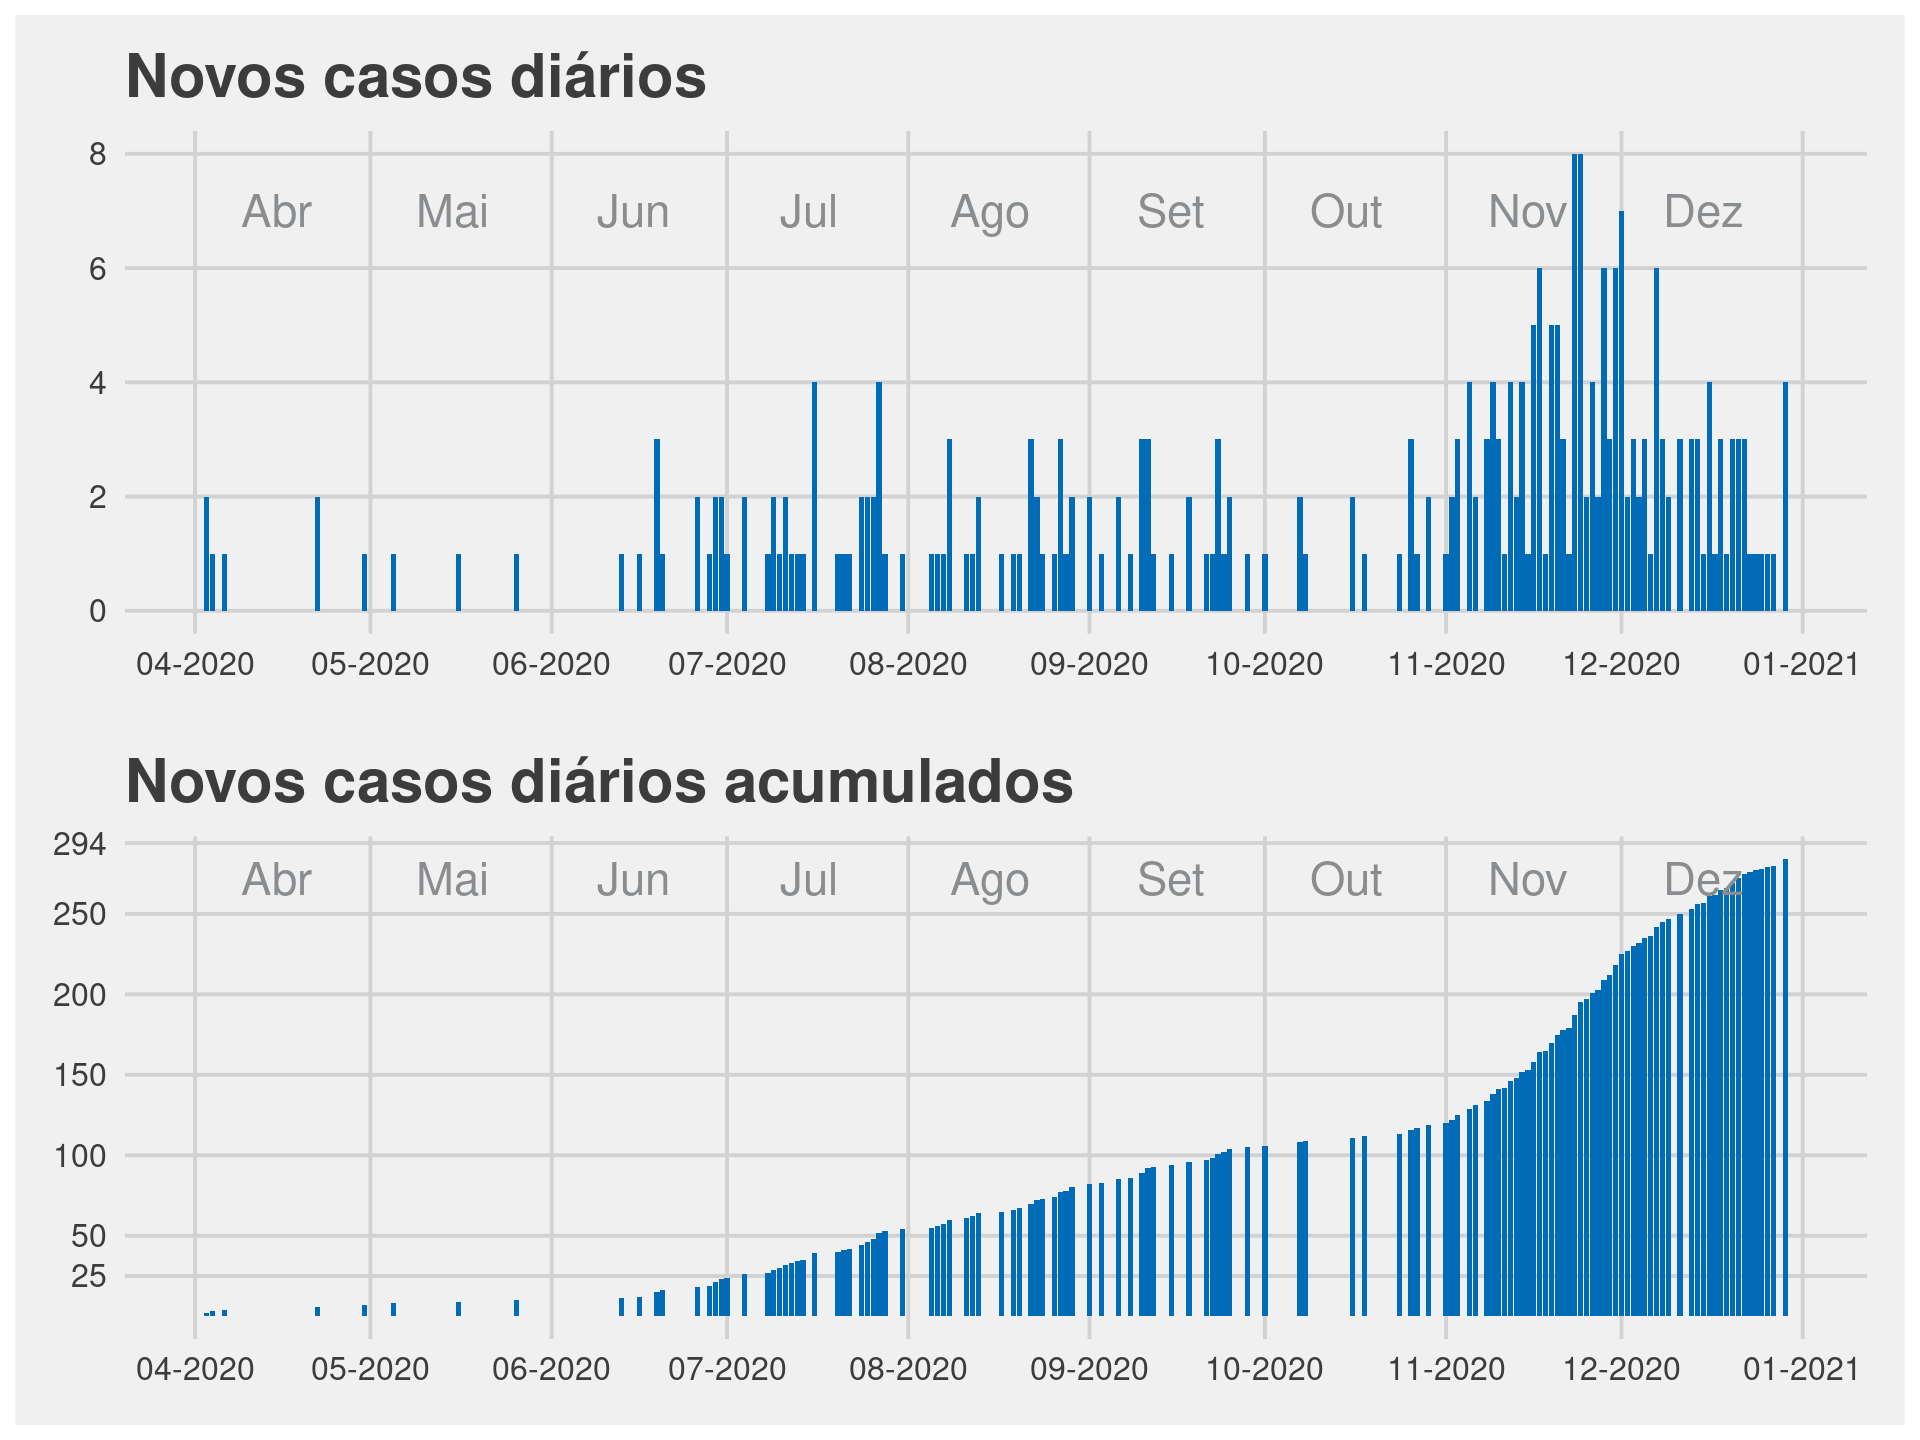 Novos casos diários
8
Abr Mai Jun Jul Ago Set Out Nov Dez
6
4
2
0
04-2020 05-2020 06-2020 07-2020 08-2020 09-2020 10-2020 11-2020 12-2020 01-2021
Novos casos diários acumulados
294
Abr Mai Jun Jul Ago Set Out Nov Dez
250
200
150
100
50
25
04-2020 05-2020 06-2020 07-2020 08-2020 09-2020 10-2020 11-2020 12-2020 01-2021